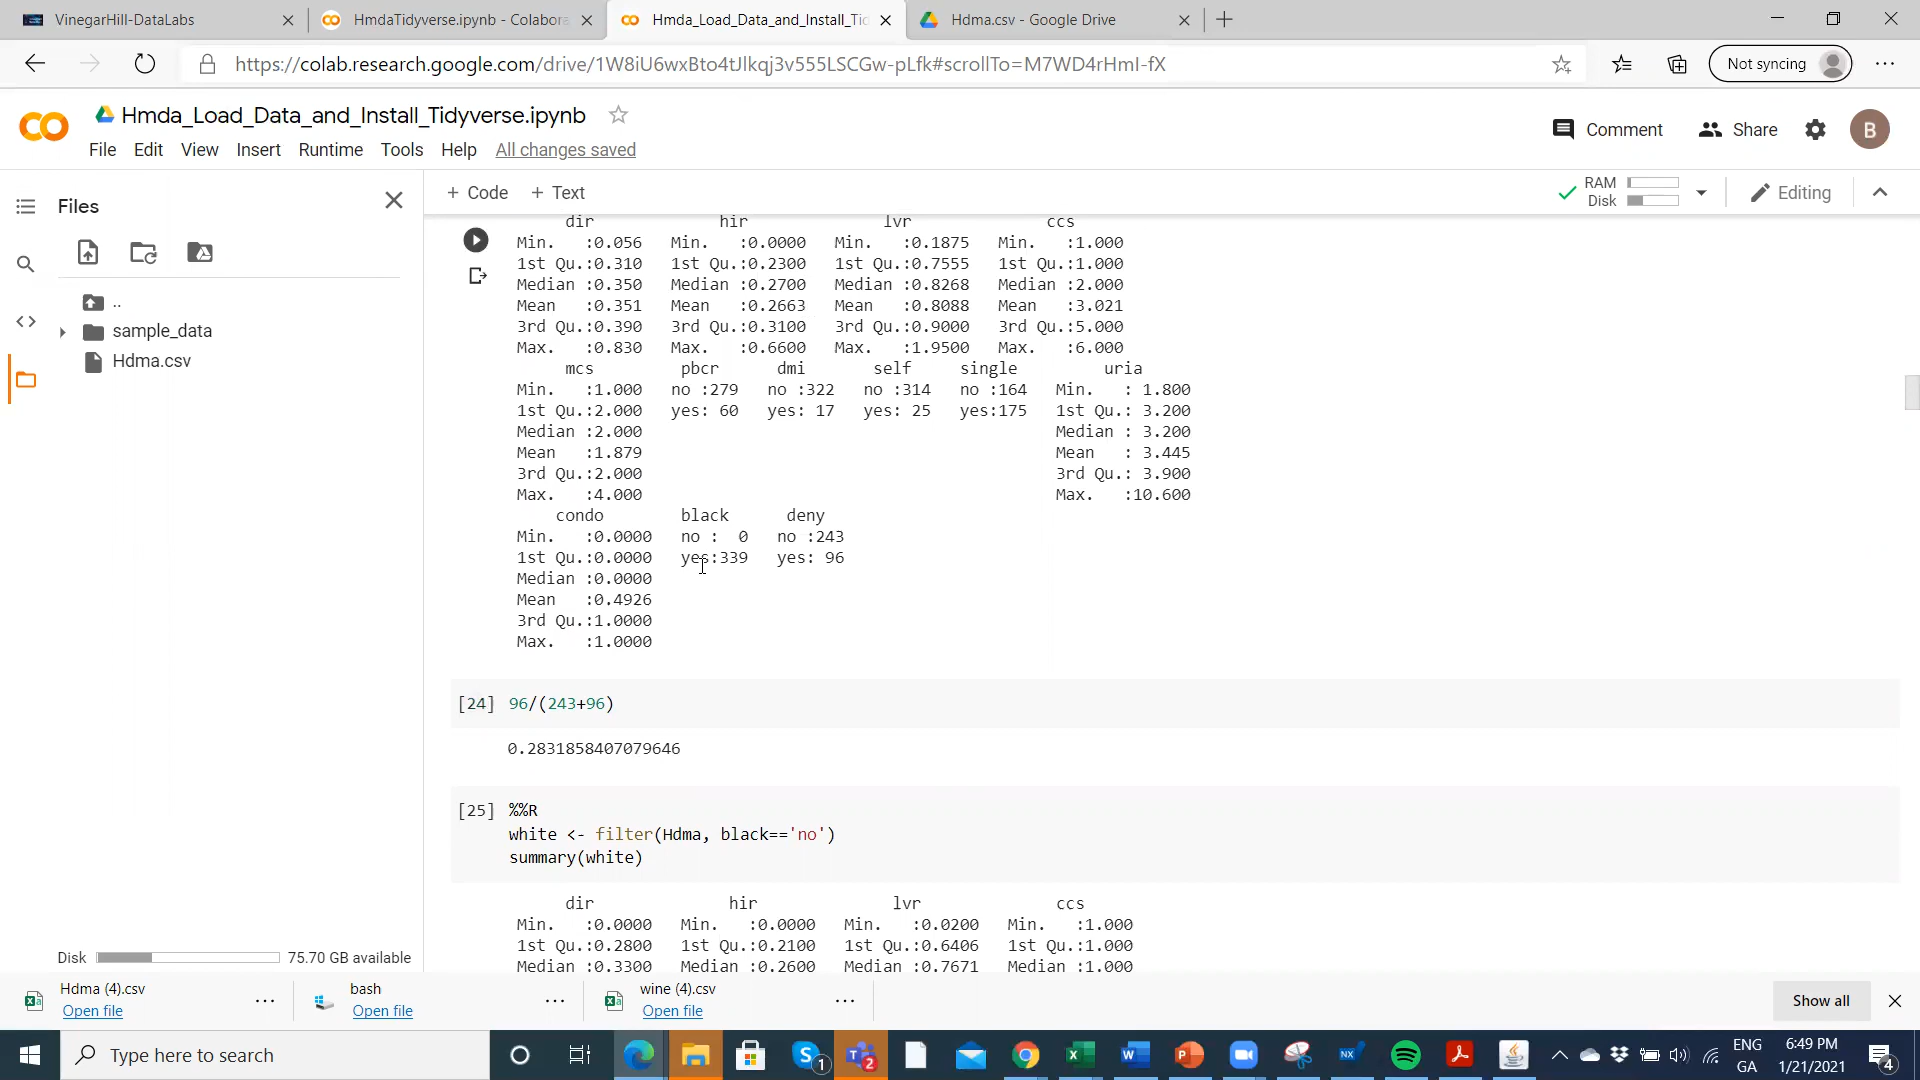 VinegarHill-DataLabs
HmdaTidyverse.ipynb - Colabora
Hmda_Load_Data_and_Install_Tid
Hdma.csv - Google Drive
https://colab.research.google.com/drive/1W8iU6wxBto4tJlkqj3v555LSCGw-pLfk#scrollTo=M7WD4rHmI-fX
Not syncing
Hmda_Load_Data_and_Install_Tidyverse.ipynb
File Edit View Insert Runtime Tools Help All changes saved
Comment Share B
Files
+ Code + Text
RAM
Disk
Editing
..
sample_data
Hdma.csv
dir hir lvr ccs
Min. :0.056 Min. :0.0000 Min. :0.1875 Min. :1.000
1st Qu.:0.310 1st Qu.:0.2300 1st Qu.:0.7555 1st Qu.:1.000
Median :0.350 Median :0.2700 Median :0.8268 Median :2.000
Mean :0.351 Mean :0.2663 Mean :0.8088 Mean :3.021
3rd Qu.:0.390 3rd Qu.:0.3100 3rd Qu.:0.9000 3rd Qu.:5.000
Max. :0.830 Max. :0.6600 Max. :1.9500 Max. :6.000
mcs pbcr dmi self single uria
Min. :1.000 no :279 no :322 no :314 no :164 Min. : 1.800
1st Qu.:2.000 yes: 60 yes: 17 yes: 25 yes:175 1st Qu.: 3.200
Median :2.000 Median : 3.200
Mean :1.879 Mean : 3.445
3rd Qu.:2.000 3rd Qu.: 3.900
Max. :4.000 Max. :10.600
condo black deny
Min. :0.0000 no : 0 no :243
1st Qu.:0.0000 yes:339 yes: 96
Median :0.0000
Mean :0.4926
3rd Qu.:1.0000
Max. :1.0000
[24] 96/(243+96)
0.2831858407079646
[25] %%R
white <- filter(Hdma, black=='no')
summary(white)
dir hir lvr ccs
Min. :0.0000 Min. :0.0000 Min. :0.0200 Min. :1.000
1st Qu.:0.2800 1st Qu.:0.2100 1st Qu.:0.6406 1st Qu.:1.000
Median :0.3300 Median :0.2600 Median :0.7671 Median :1.000
Disk 75.70 GB available
Hdma (4).csv
Open file
bash
Open file
wine (4).csv
Open file
Show all
Type here to search
1
2
NX
ENG
GA
6:49 PM
1/21/2021
4